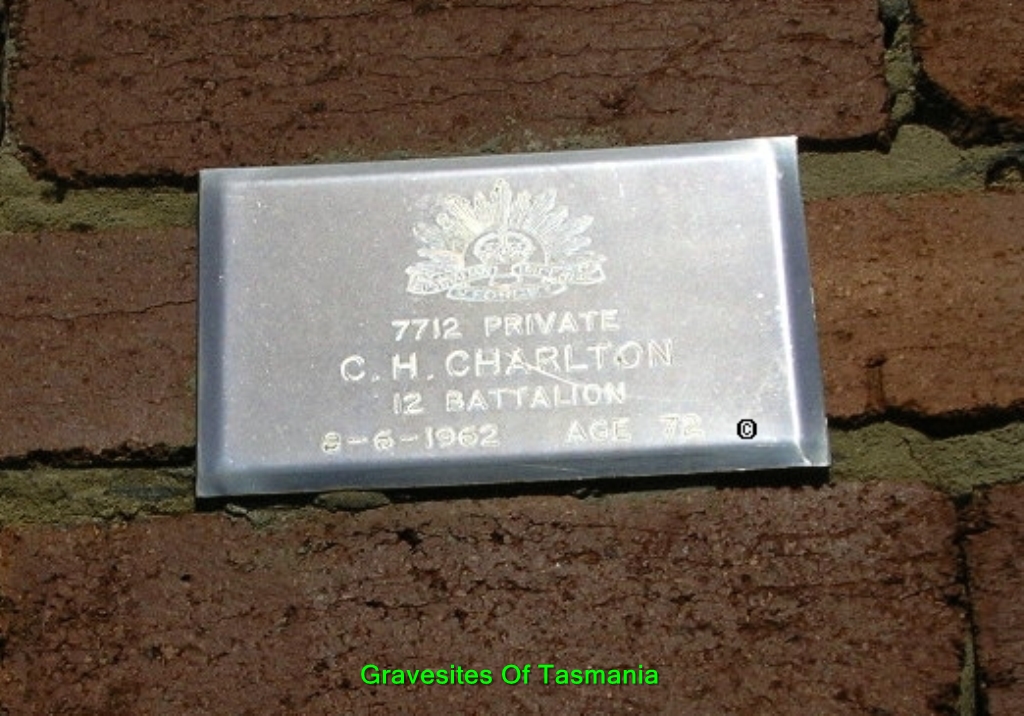 7712 PRIVATE
C. H. CHARLTON
12 BATTALION
8-6-1962 AGE 72 ©
Gravesites Of Tasmania